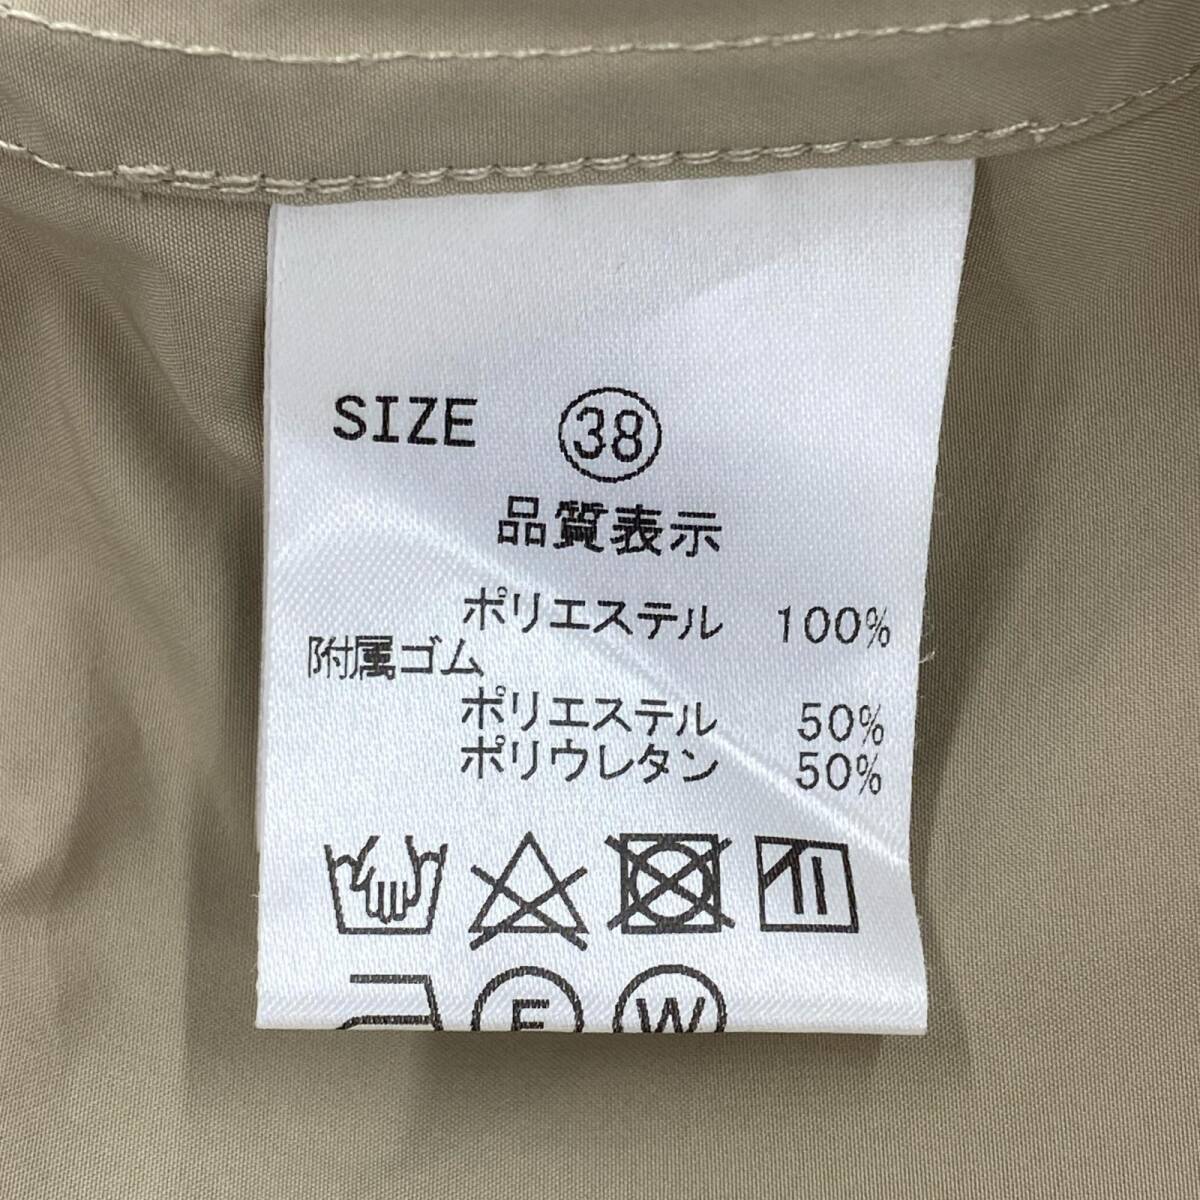 SIZE 38
品質表示
ポリエステル 100%
附属ゴム
ポリエステル 50%
ポリウレタン 50%
F W